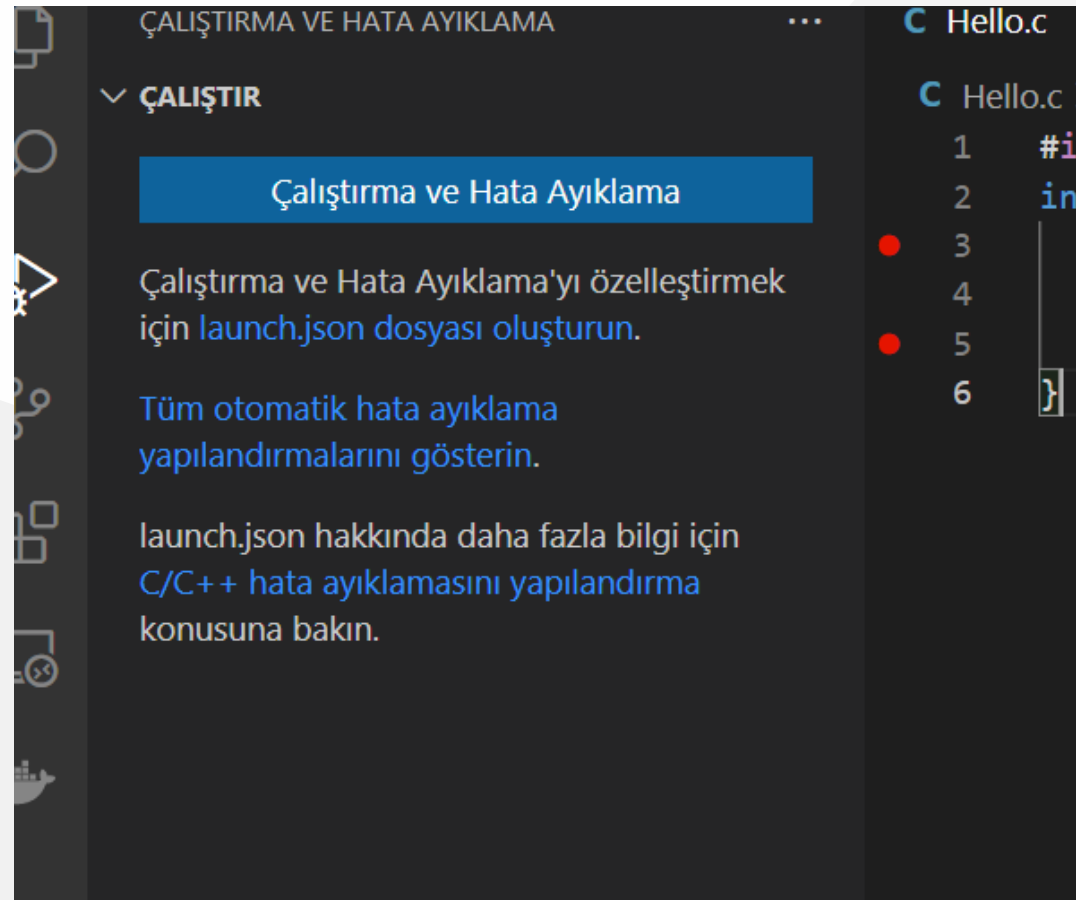 ÇALIŞTIRMA VE HATA AYIKLAMA ···
ÇALIŞTIR
Çalıştırma ve Hata Ayıklama
Çalıştırma ve Hata Ayıklama'yı özelleştirmek
için launch.json dosyası oluşturun.
Tüm otomatik hata ayıklama
yapılandırmalarını gösterin.
launch.json hakkında daha fazla bilgi için
C/C++ hata ayıklamasını yapılandırma
konusuna bakın.
C Hello.c
C Hello.c
1 #i
2 in
3
4
5
6 }